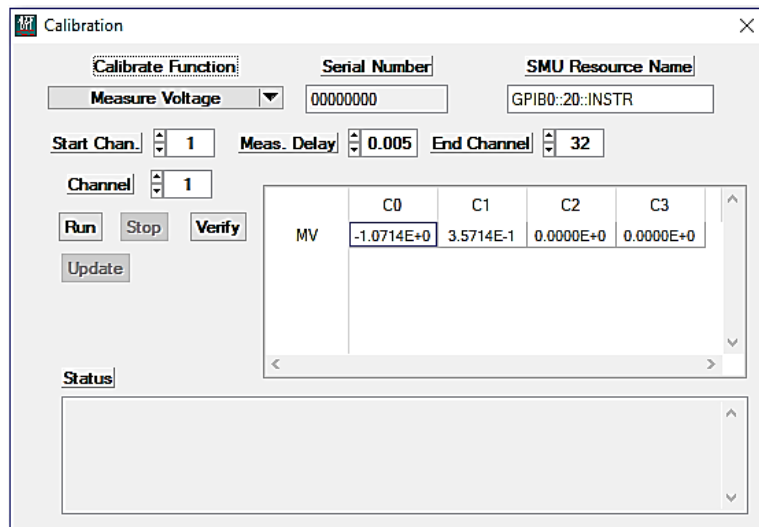 Calibration
Calibrate Function Serial Number SMU Resource Name
Measure Voltage 00000000 GPIB0::20::INSTR
Start Chan. 1 Meas. Delay 0.005 End Channel 32
Channel 1
C0 C1 C2 C3
Run Stop Verify
MV -1.0714E+0 3.5714E-1 0.0000E+0 0.0000E+0
Update
Status